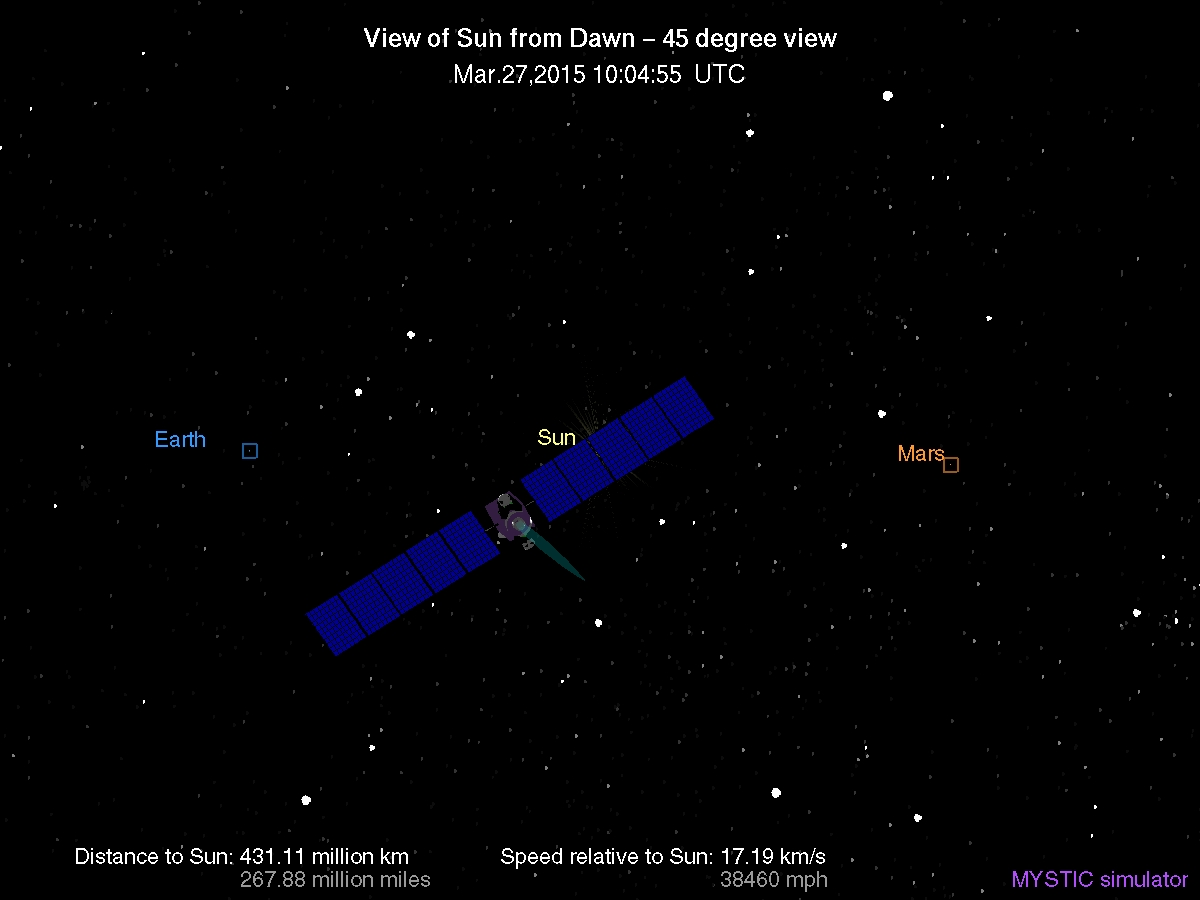 View of Sun from Dawn – 45 degree view
Mar.27,2015 10:04:55 UTC
Earth
Sun
Mars
Distance to Sun: 431.11 million km
267.88 million miles
Speed relative to Sun: 17.19 km/s
38460 mph
MYSTIC simulator